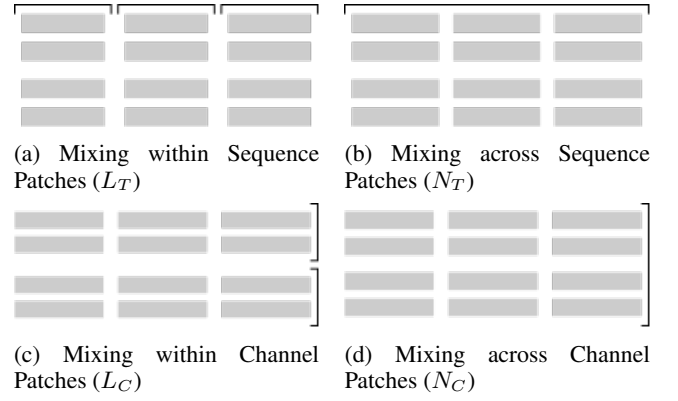 (a) Mixing within Sequence
Patches (L_T)
(b) Mixing across Sequence
Patches (N_T)
(c) Mixing within Channel
Patches (L_C)
(d) Mixing across Channel
Patches (N_C)